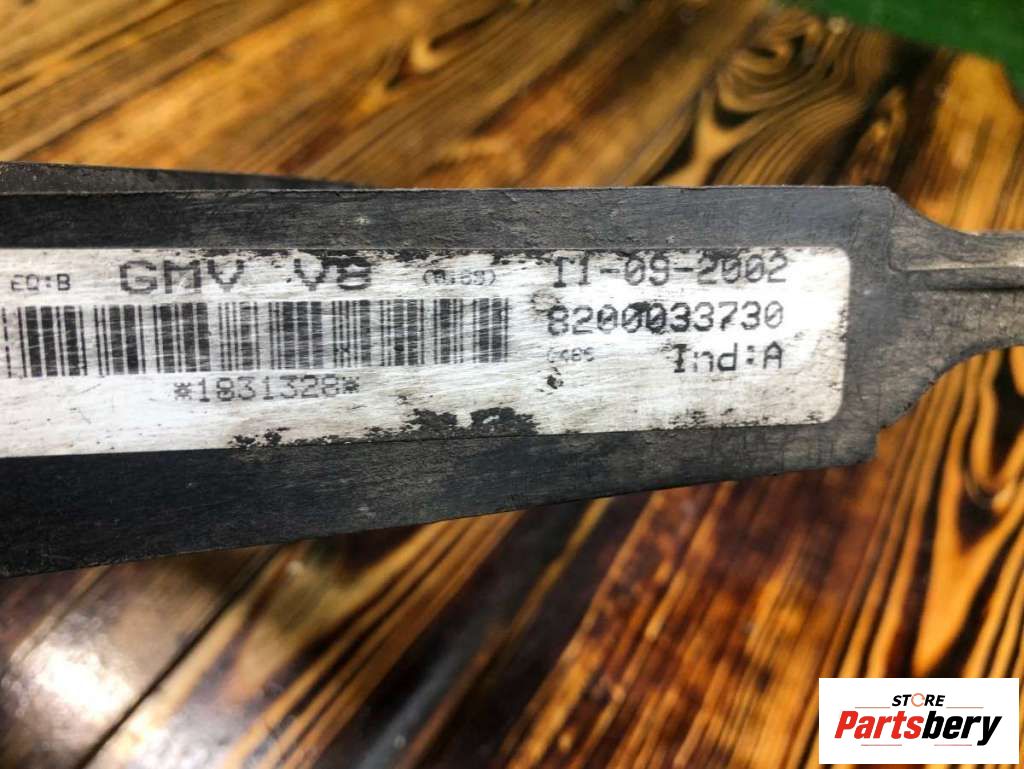 EQ:B GMV V8 11-09-2002
8200033730
Ind:A
*1831328*
STORE
Partsbery